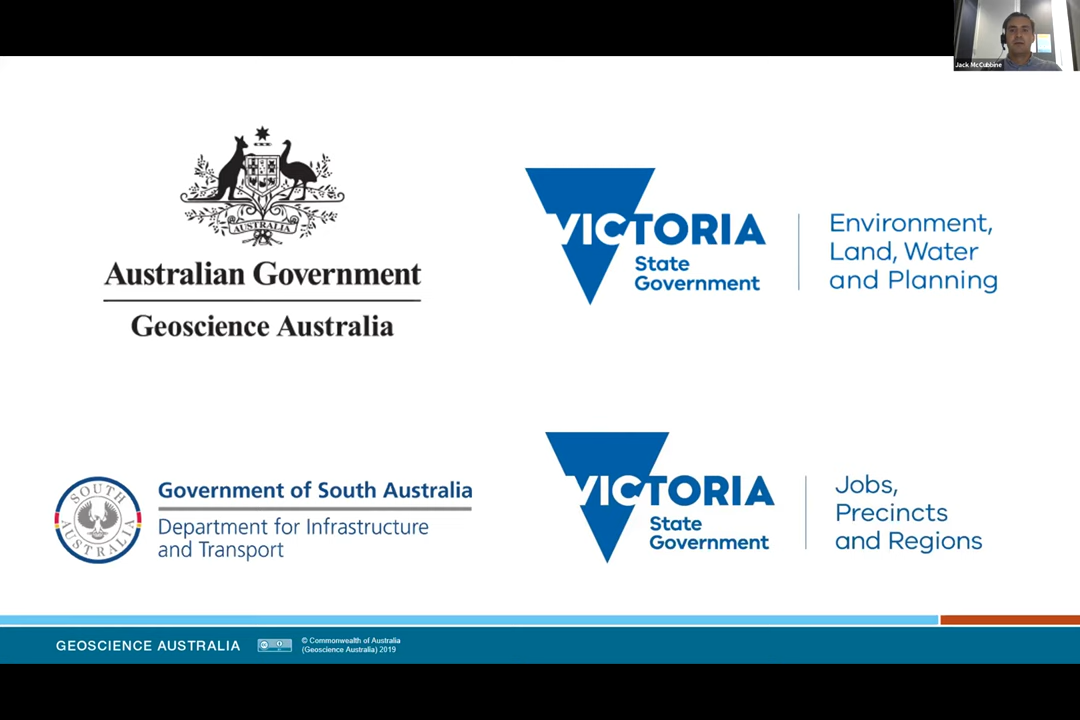 Jack McCubbine
AUSTRALIA
Australian Government
Geoscience Australia
VICTORIA
State
Government
Environment,
Land, Water
and Planning
SOUTH
AUSTRALIA
Government of South Australia
Department for Infrastructure
and Transport
VICTORIA
State
Government
Jobs,
Precincts
and Regions
GEOSCIENCE AUSTRALIA
© Commonwealth of Australia
(Geoscience Australia) 2019